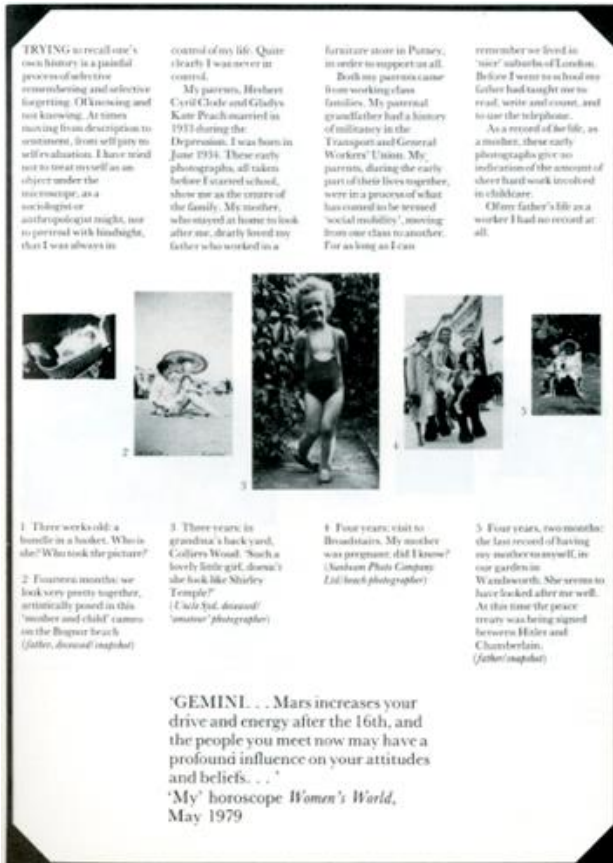 TRYING to recall one's
own history is a painful
process of selective
remembering and selective
forgetting. Of knowing and
not knowing. At times
moving from description to
sentiment, from self pity to
self evaluation. I have tried
not to treat myself as an
object under the
microscope, as a
sociologist or
anthropologist might, nor
to pretend with hindsight,
that I was always in
control of my life. Quite
clearly I was never in
control.
My parents, Herbert
Cyril Clode and Gladys
Kate Peach married in
1933 during the
Depression. I was born in
June 1934. These early
photographs, all taken
before I started school,
show me as the centre of
the family. My mother,
who stayed at home to look
after me, dearly loved my
father who worked in a
furniture store in Putney,
in order to support us all.
Both my parents came
from working class
families. My paternal
grandfather had a history
of militancy in the
Transport and General
Workers' Union. My
parents, during the early
part of their lives together,
were in a process of what
has come to be termed
'social mobility', moving
from one class to another.
For as long as I can
remember we lived in
'nice' suburbs of London.
Before I went to school my
father had taught me to
read, write and count, and
to use the telephone.
As a record of her life, as
a mother, these early
photographs give no
indication of the amount of
sheer hard work involved
in childcare.
Of my father's life as a
worker I had no record at
all.
2
3
4
5
1 Three weeks old: a
bundle in a basket. Who is
she? Who took the picture?
2 Fourteen months: we
look very pretty together,
artistically posed in this
'mother and child' cameo
on the Bognor beach
(father, deceased/snapshot)
3 Three years: in
grandma's back yard,
Colliers Wood. 'Such a
lovely little girl, doesn't
she look like Shirley
Temple?'
(Uncle Syd, deceased/
'amateur' photographer)
4 Four years: visit to
Broadstairs. My mother
was pregnant: did I know?
(Sunbeam Photo Company
Ltd/beach photographer)
5 Four years, two months:
the last record of having
my mother to myself, in
our garden in
Wandsworth. She seems to
have looked after me well.
At this time the peace
treaty was being signed
between Hitler and
Chamberlain.
(father/snapshot)
'GEMINI. . . Mars increases your
drive and energy after the 16th, and
the people you meet now may have a
profound influence on your attitudes
and beliefs. . . '
'My' horoscope Women's World,
May 1979